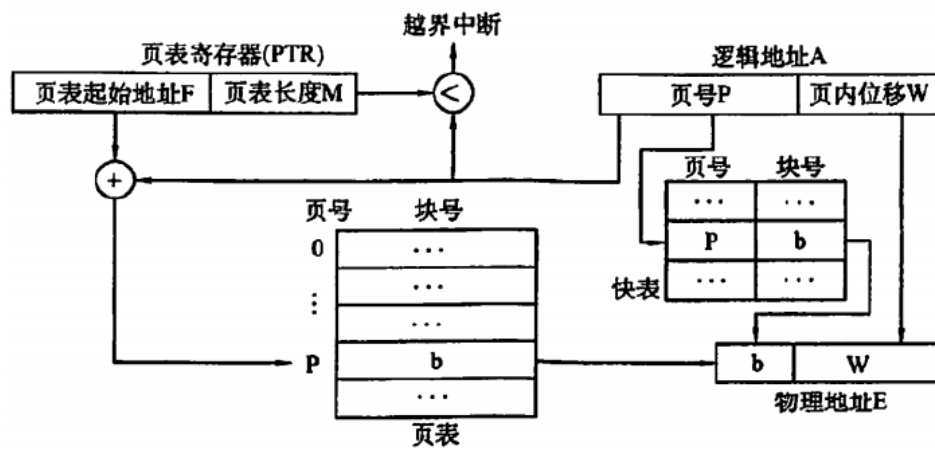 越界中断
页表寄存器(PTR)
逻辑地址A
页表起始地址F 页表长度M
<
页号P 页内位移W
+
页号 块号
... ...
P b
... ...
快表
页号 块号
0 ...
⋮ ...
...
P b
...
页表
b W
物理地址E